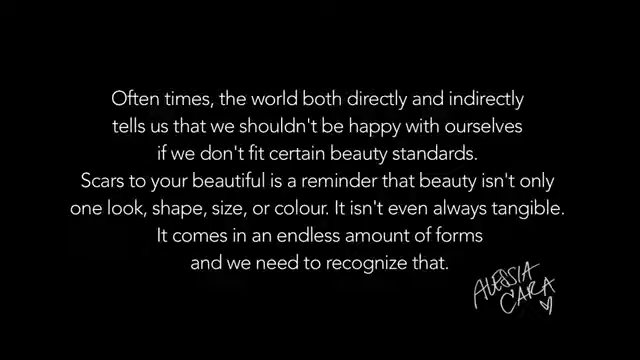 Often times, the world both directly and indirectly
tells us that we shouldn't be happy with ourselves
if we don't fit certain beauty standards.
Scars to your beautiful is a reminder that beauty isn't only
one look, shape, size, or colour. It isn't even always tangible.
It comes in an endless amount of forms
and we need to recognize that.
ALESSIA
CARA